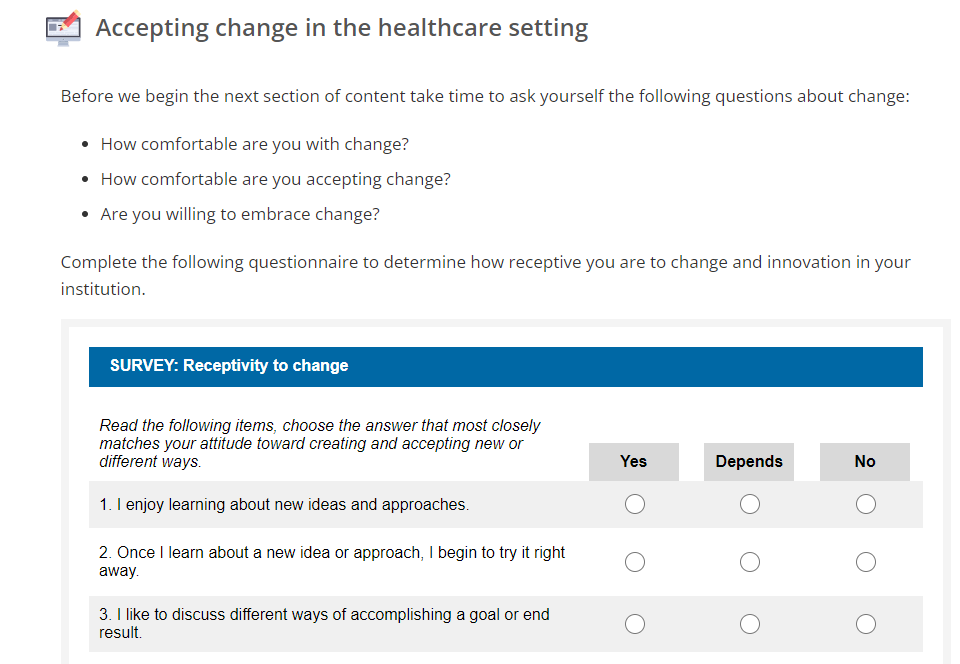 Accepting change in the healthcare setting
Before we begin the next section of content take time to ask yourself the following questions about change:
• How comfortable are you with change?
• How comfortable are you accepting change?
• Are you willing to embrace change?
Complete the following questionnaire to determine how receptive you are to change and innovation in your
institution.
SURVEY: Receptivity to change
Read the following items, choose the answer that most closely
matches your attitude toward creating and accepting new or
different ways.
Yes Depends No
1. I enjoy learning about new ideas and approaches.
2. Once I learn about a new idea or approach, I begin to try it right
away.
3. I like to discuss different ways of accomplishing a goal or end
result.